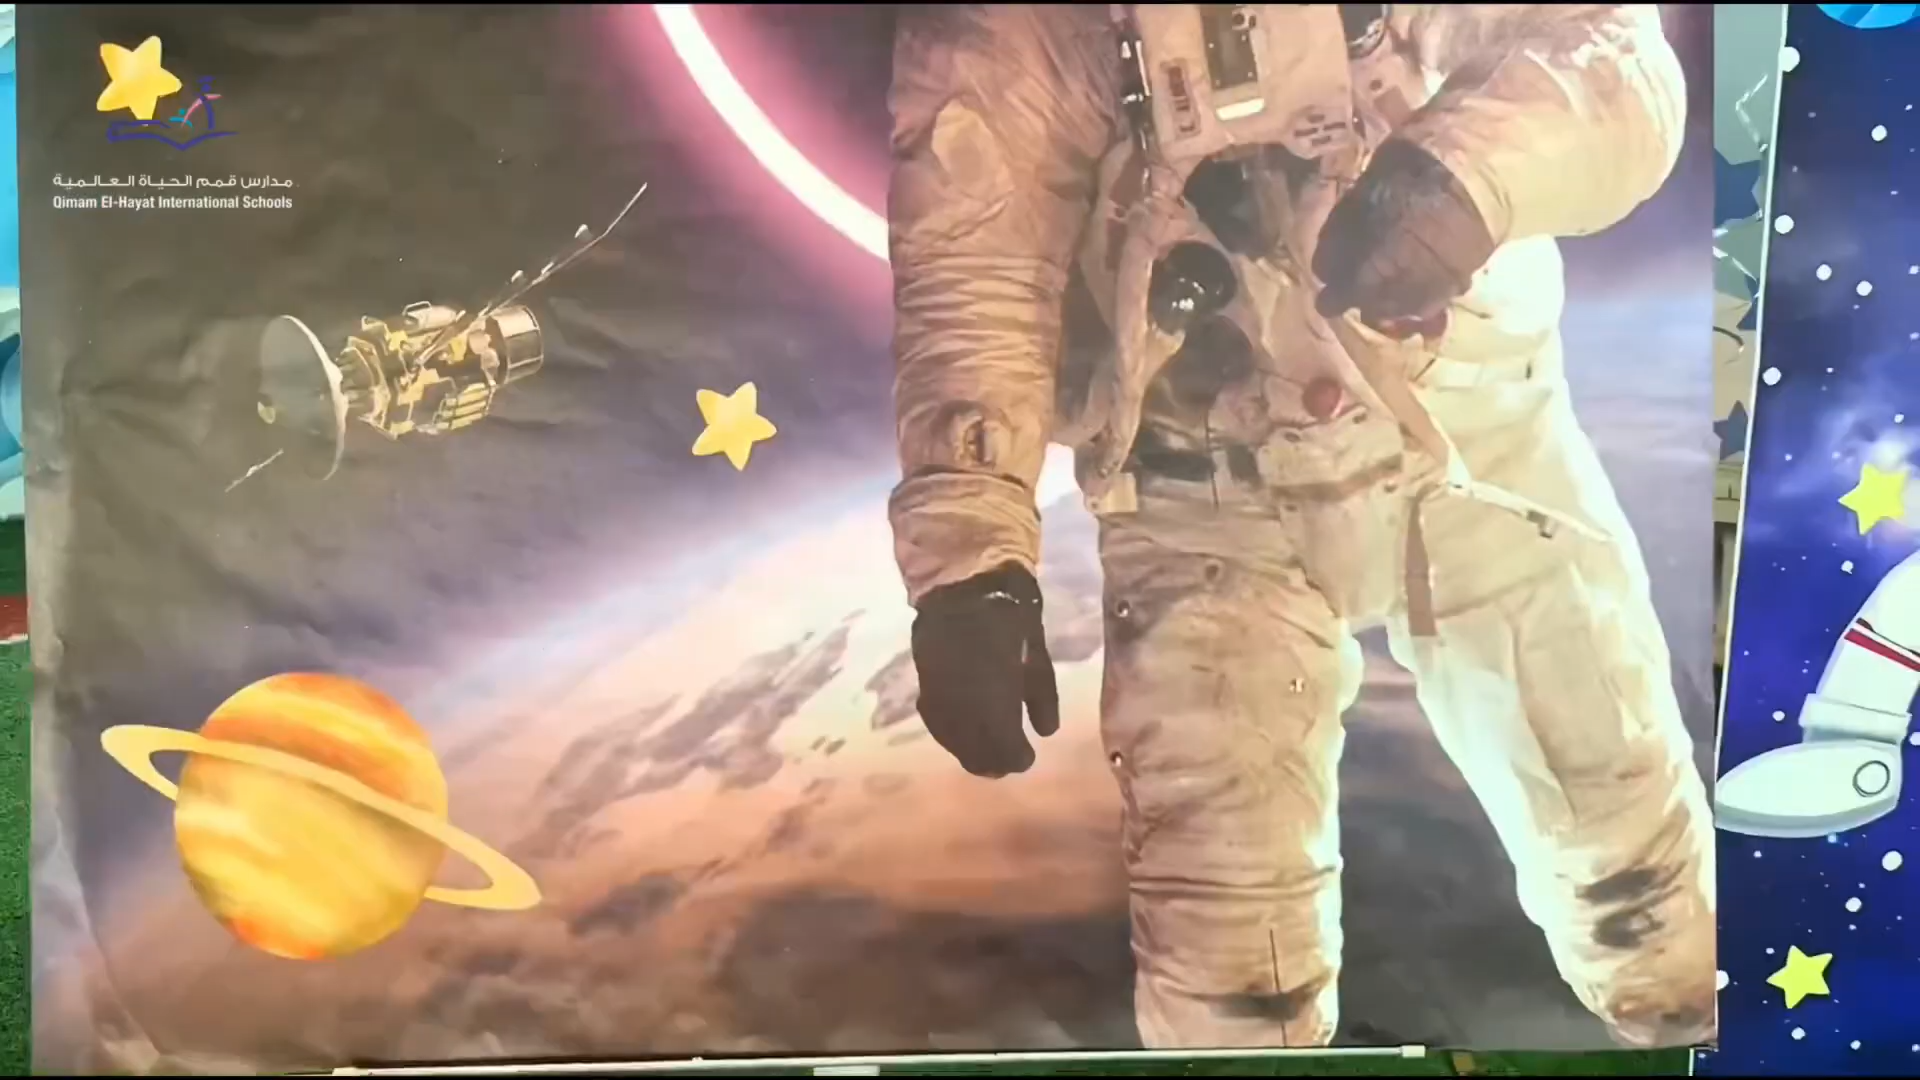 مدارس قمم الحياة العالمية
Qimam El-Hayat International Schools